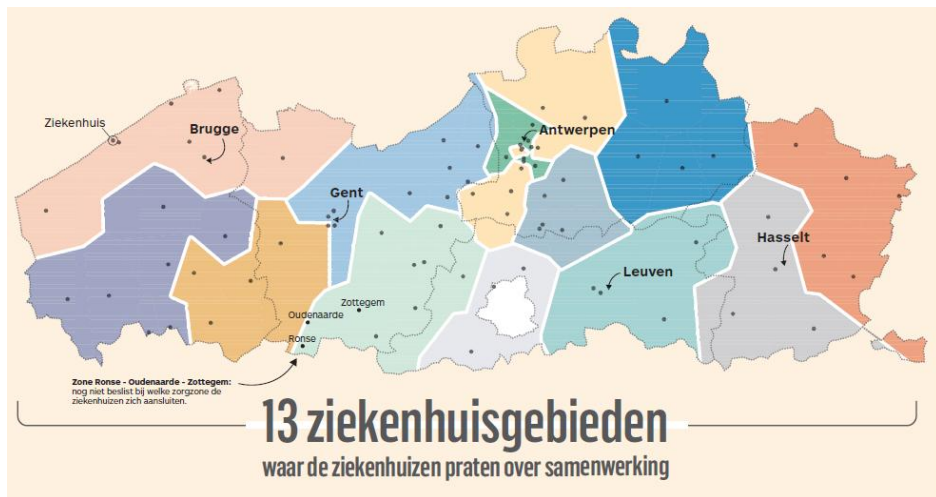 Ziekenhuis
Brugge
Antwerpen
Gent
Hasselt
Leuven
Zottegem
Oudenaarde
Ronse
Zone Ronse - Oudenaarde - Zottegem:
nog niet beslist bij welke zorgzone de
ziekenhuizen zich aansluiten.
13 ziekenhuisgebieden
waar de ziekenhuizen praten over samenwerking